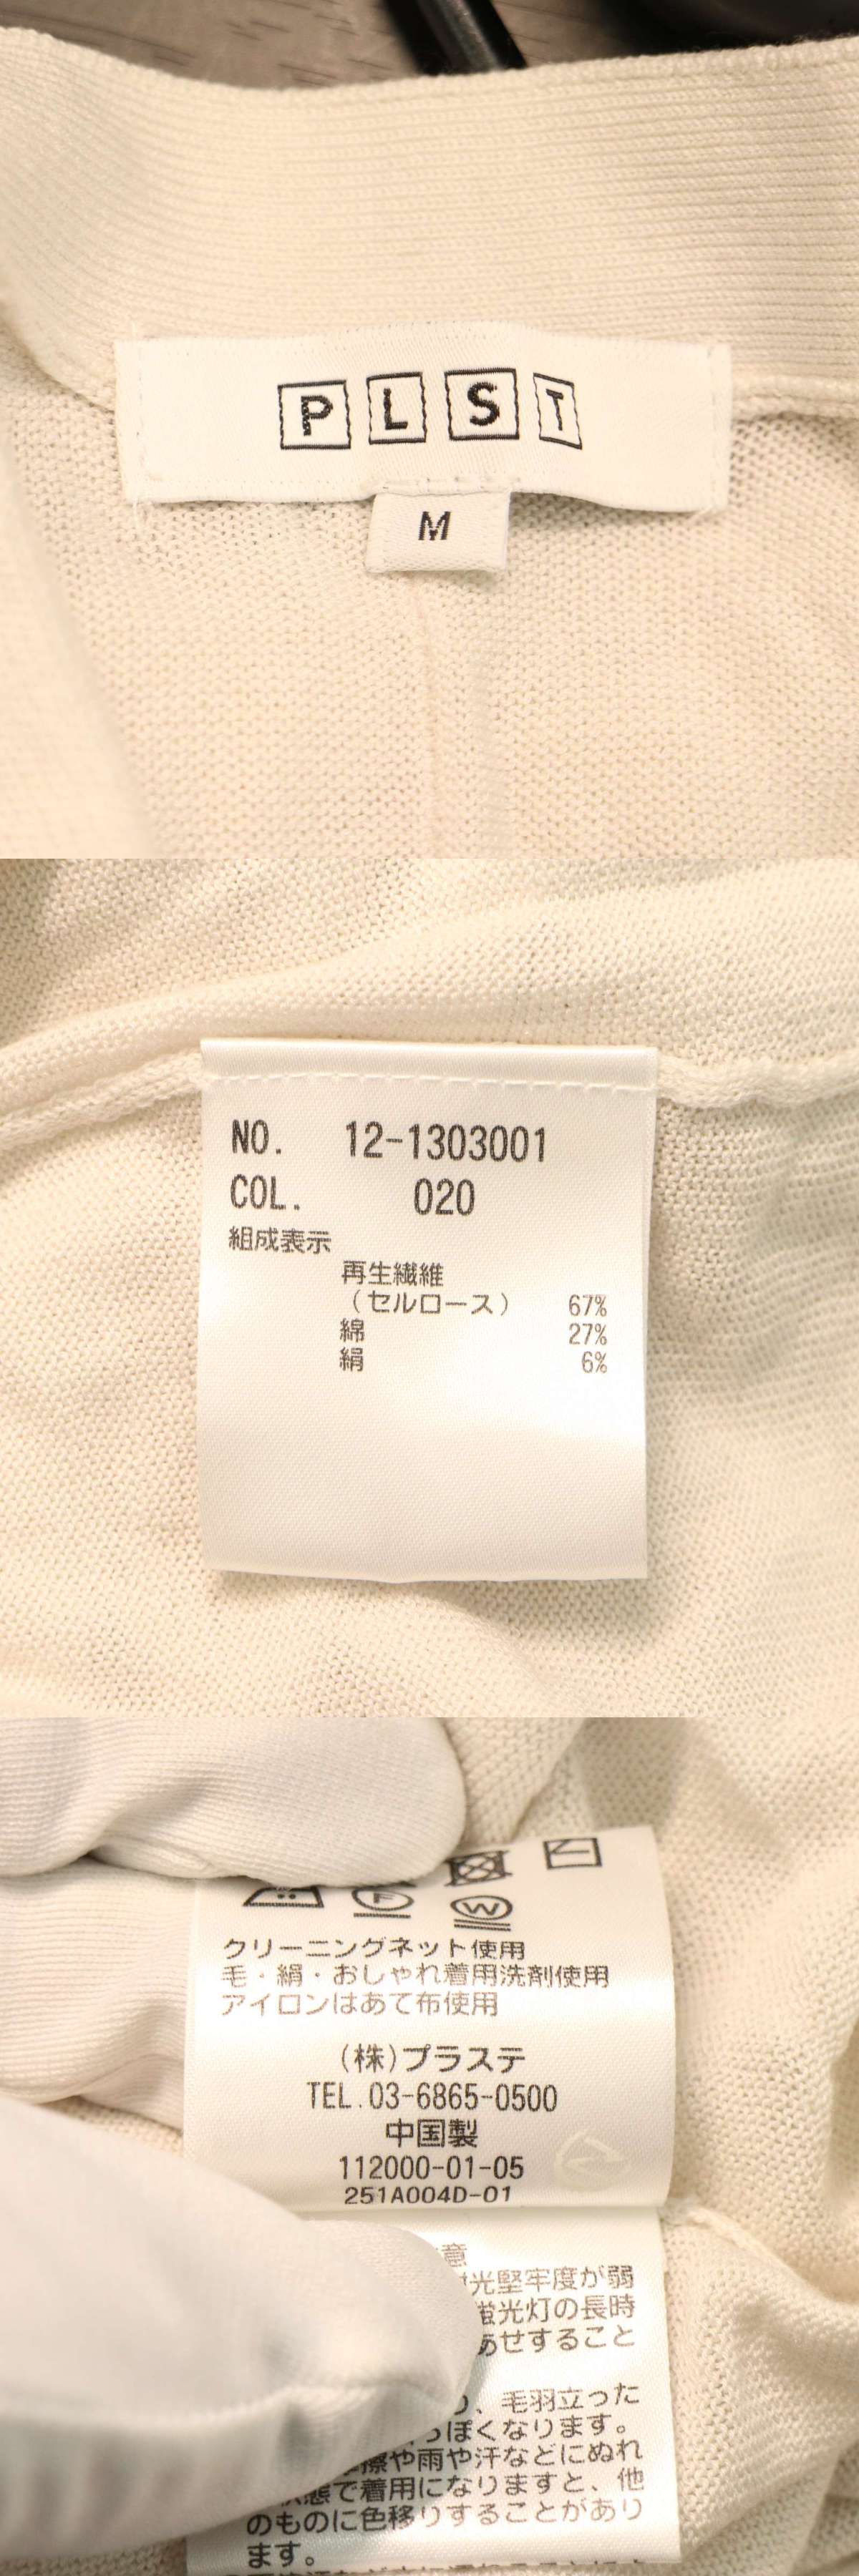 PLST
M
NO. 12-1303001
COL. 020
組成表示
再生繊維
(セルロース) 67%
綿 27%
絹 6%
F
W
クリーニングネット使用
毛・絹・おしゃれ着用洗剤使用
アイロンはあて布使用
(株)プラステ
TEL.03-6865-0500
中国製
112000-01-05
251A004D-01
意
光堅牢度が弱
蛍光灯の長時
あせすること
、毛羽立った
っぽくなります。
擦や雨や汗などにぬれ
状態で着用になりますと、他
のものに色移りすることがあり
ます。